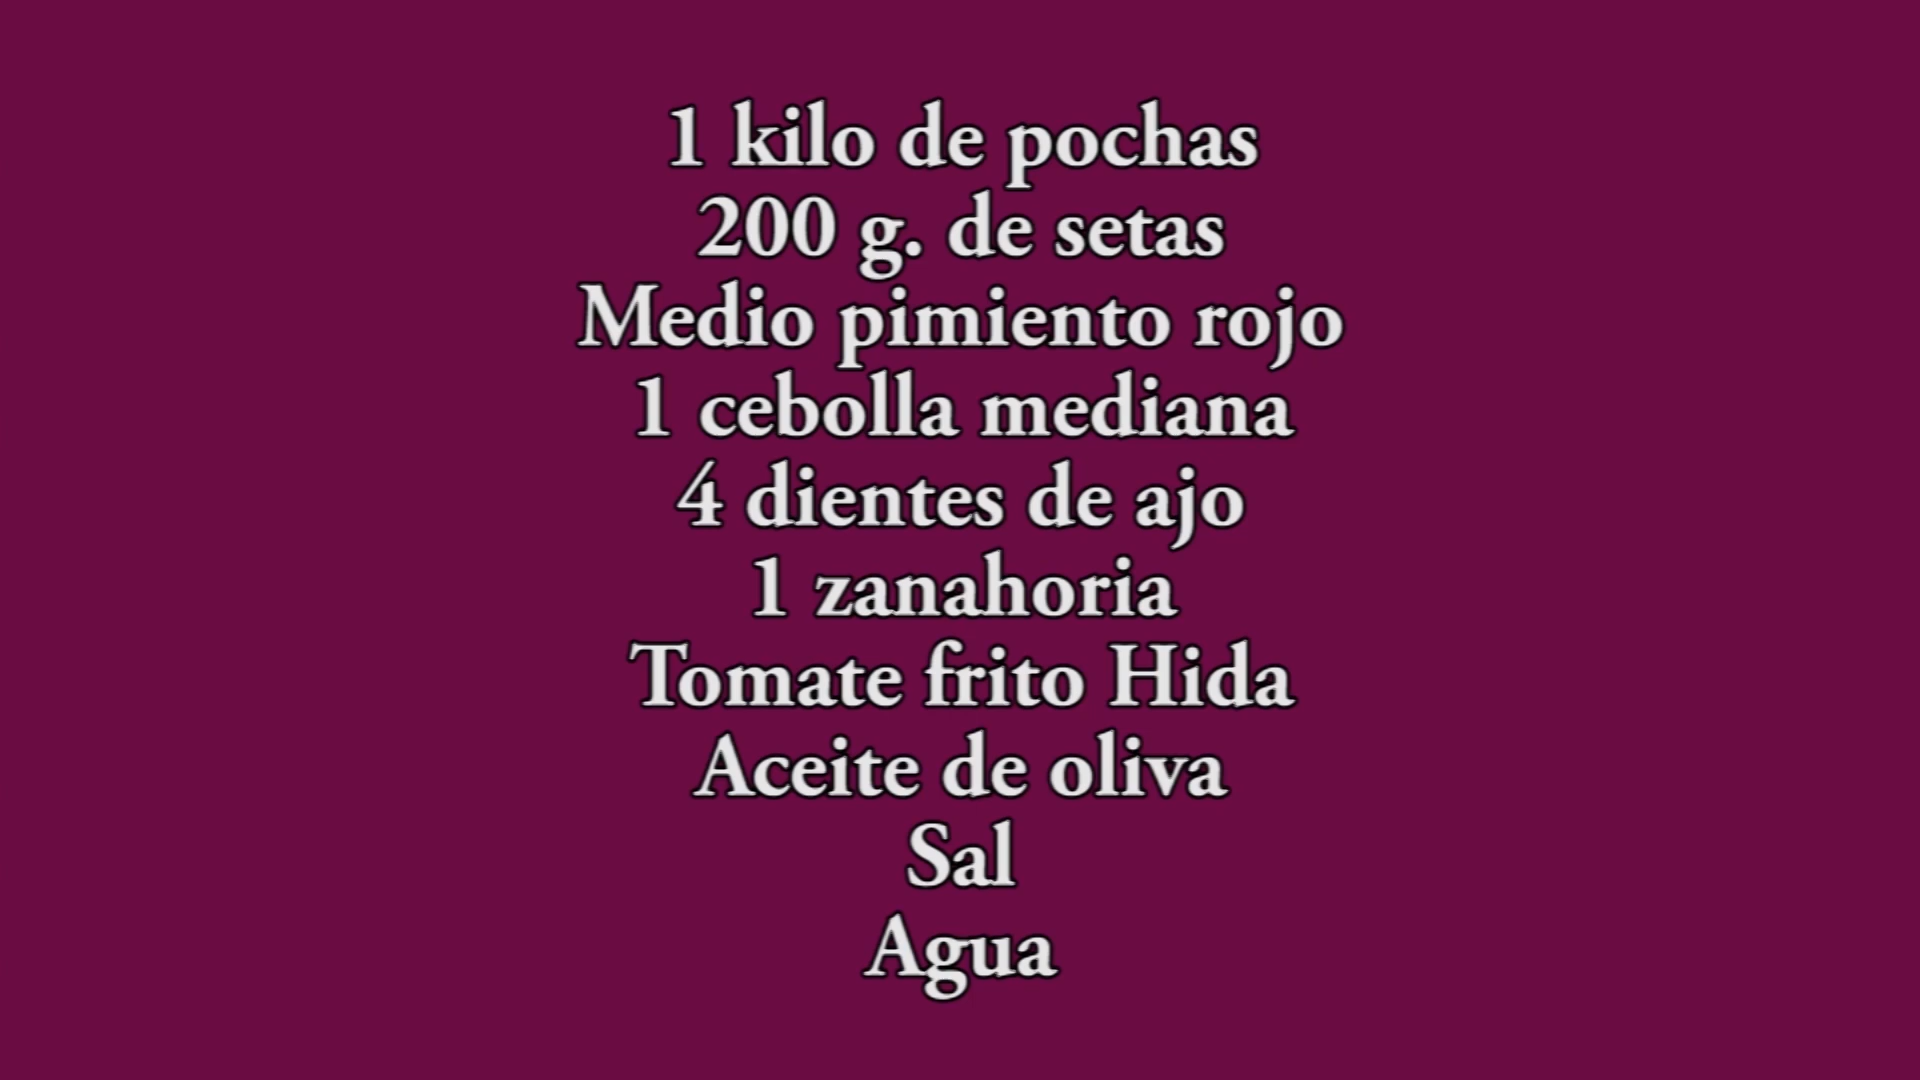 1 kilo de pochas
200 g. de setas
Medio pimiento rojo
1 cebolla mediana
4 dientes de ajo
1 zanahoria
Tomate frito Hida
Aceite de oliva
Sal
Agua